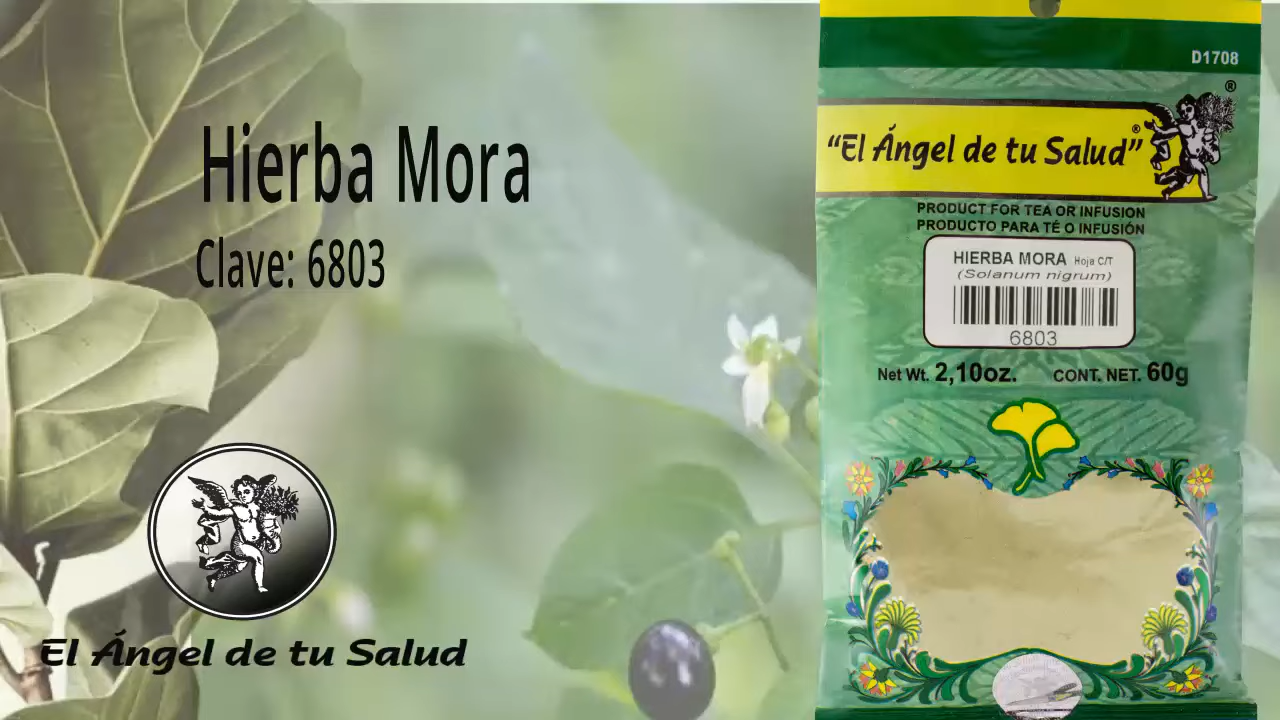 Hierba Mora
Clave: 6803
El Ángel de tu Salud
D1708
®
"El Ángel de tu Salud"®
PRODUCT FOR TEA OR INFUSION
PRODUCTO PARA TÉ O INFUSIÓN
HIERBA MORA Hoja C/T
(Solanum nigrum)
6803
Net Wt. 2,10oz. CONT. NET. 60g